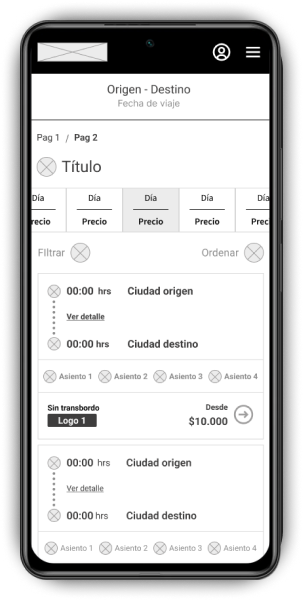 Origen - Destino
Fecha de viaje
Pag 1 / Pag 2
Título
Día Día Día Día Día
recio Precio Precio Precio Prec
Filtrar Ordenar
00:00 hrs Ciudad origen
Ver detalle
00:00 hrs Ciudad destino
Asiento 1 Asiento 2 Asiento 3 Asiento 4
Sin transbordo Desde
Logo 1 $10.000
00:00 hrs Ciudad origen
Ver detalle
00:00 hrs Ciudad destino
Asiento 1 Asiento 2 Asiento 3 Asiento 4